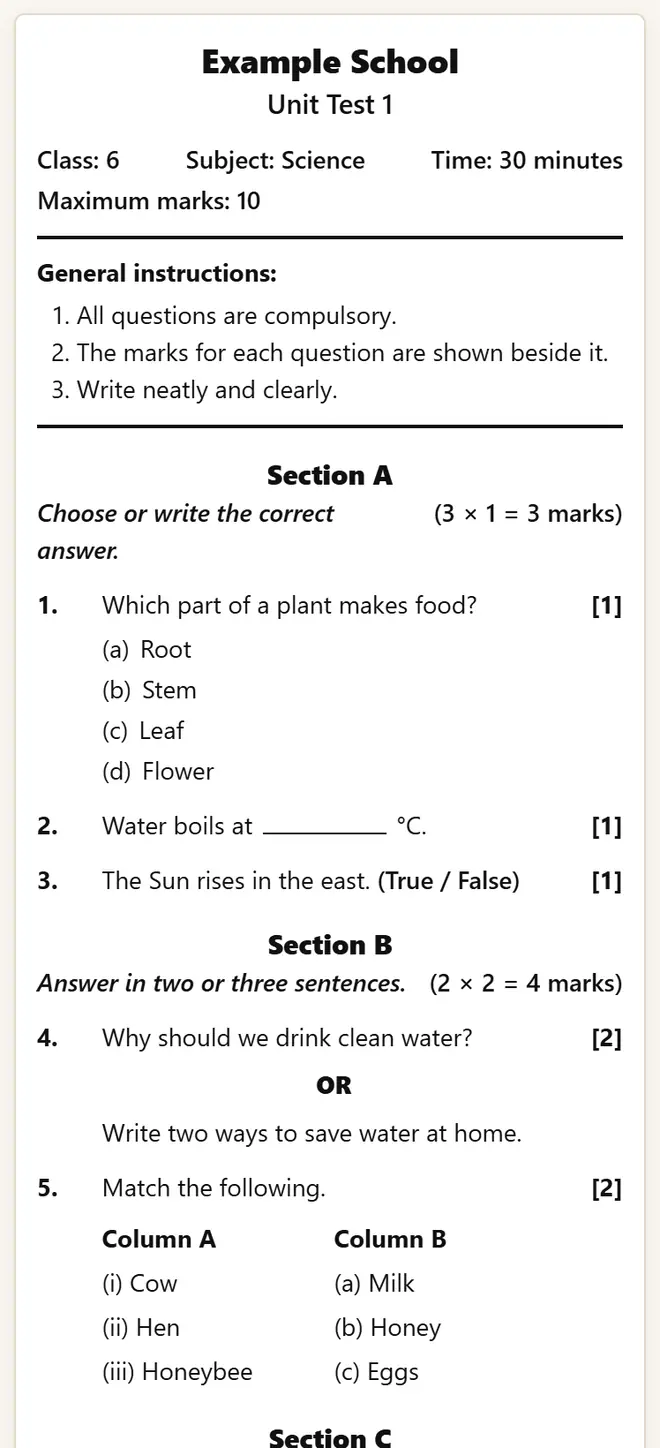 Example School
Unit Test 1
Class: 6 Subject: Science Time: 30 minutes
Maximum marks: 10
General instructions:
1. All questions are compulsory.
2. The marks for each question are shown beside it.
3. Write neatly and clearly.
Section A
Choose or write the correct (3 × 1 = 3 marks)
answer.
1. Which part of a plant makes food? [1]
(a) Root
(b) Stem
(c) Leaf
(d) Flower
2. Water boils at __________ °C. [1]
3. The Sun rises in the east. (True / False) [1]
Section B
Answer in two or three sentences. (2 × 2 = 4 marks)
4. Why should we drink clean water? [2]
OR
Write two ways to save water at home.
5. Match the following. [2]
Column A Column B
(i) Cow (a) Milk
(ii) Hen (b) Honey
(iii) Honeybee (c) Eggs
Section C